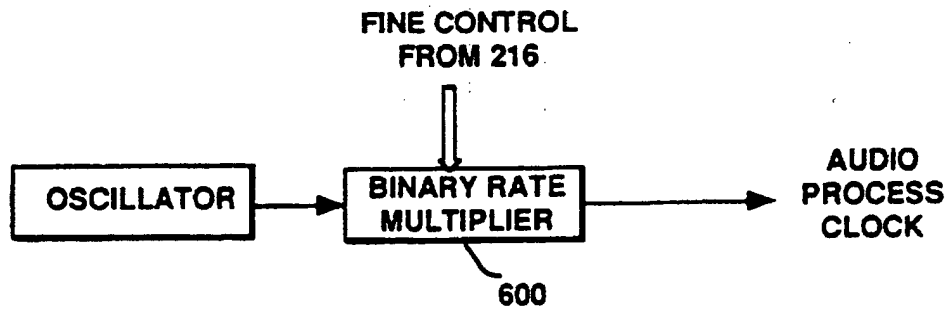 FINE CONTROL
FROM 216
OSCILLATOR
BINARY RATE
MULTIPLIER
600
AUDIO
PROCESS
CLOCK